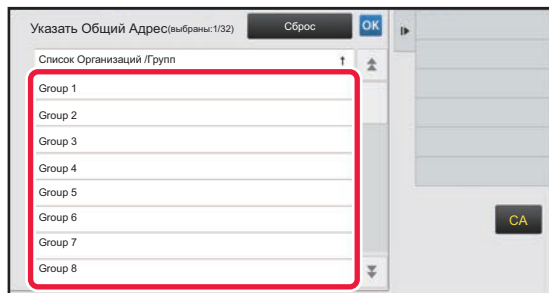 Указать Общий Адрес(выбраны:1/32) Сброс OK
Список Организаций /Групп ↑
Group 1
Group 2
Group 3
Group 4
Group 5
Group 6
Group 7
Group 8
CA